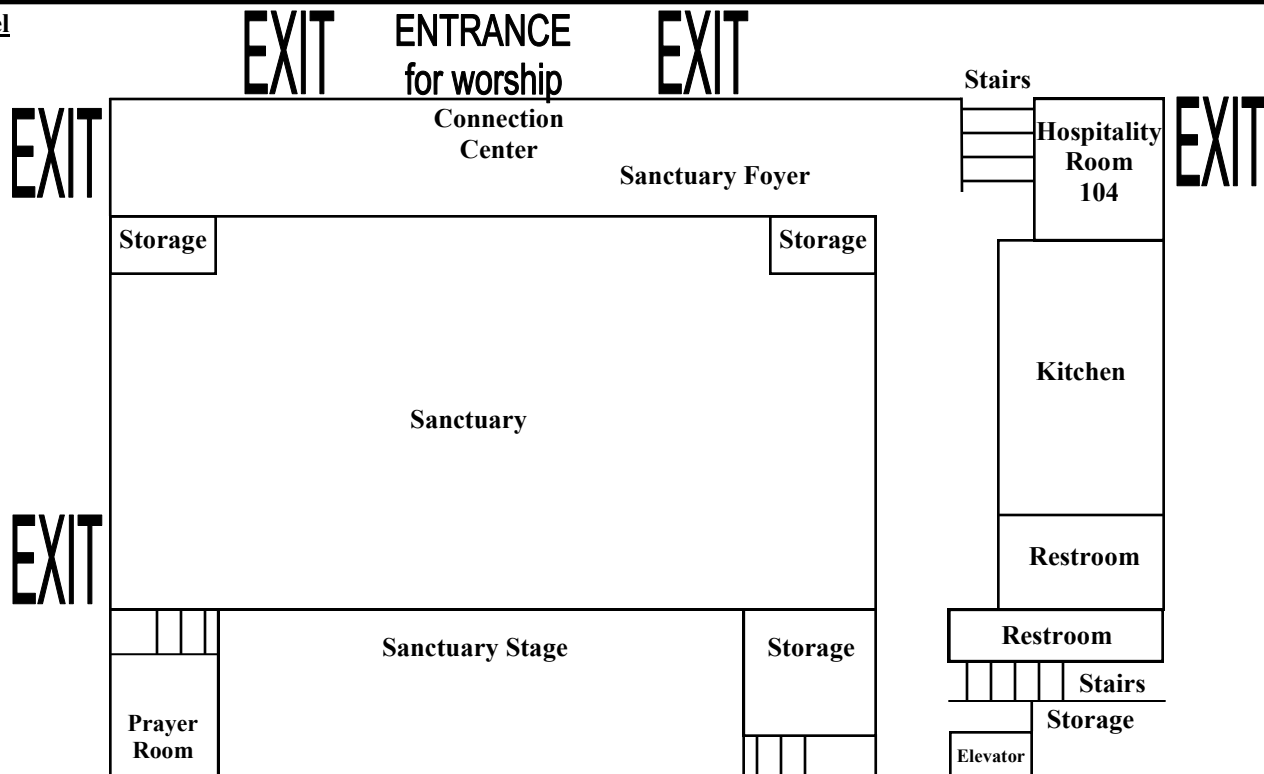 EXIT
ENTRANCE
for worship
EXIT
Stairs
EXIT
Connection
Center
Hospitality
Room
104
EXIT
Sanctuary Foyer
Storage
Storage
Kitchen
Sanctuary
EXIT
Restroom
Sanctuary Stage
Storage
Restroom
Stairs
Prayer
Room
Storage
Elevator